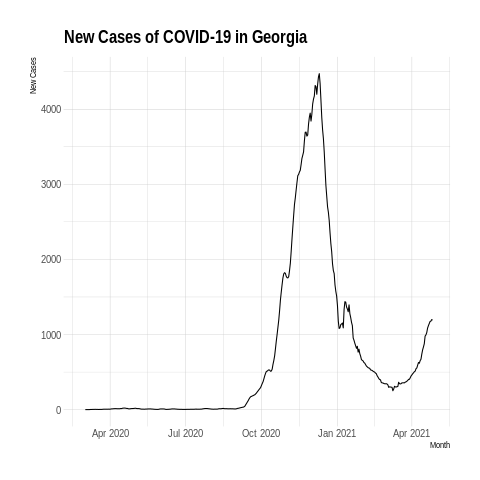 New Cases of COVID-19 in Georgia
New Cases
4000
3000
2000
1000
0
Apr 2020 Jul 2020 Oct 2020 Jan 2021 Apr 2021
Month